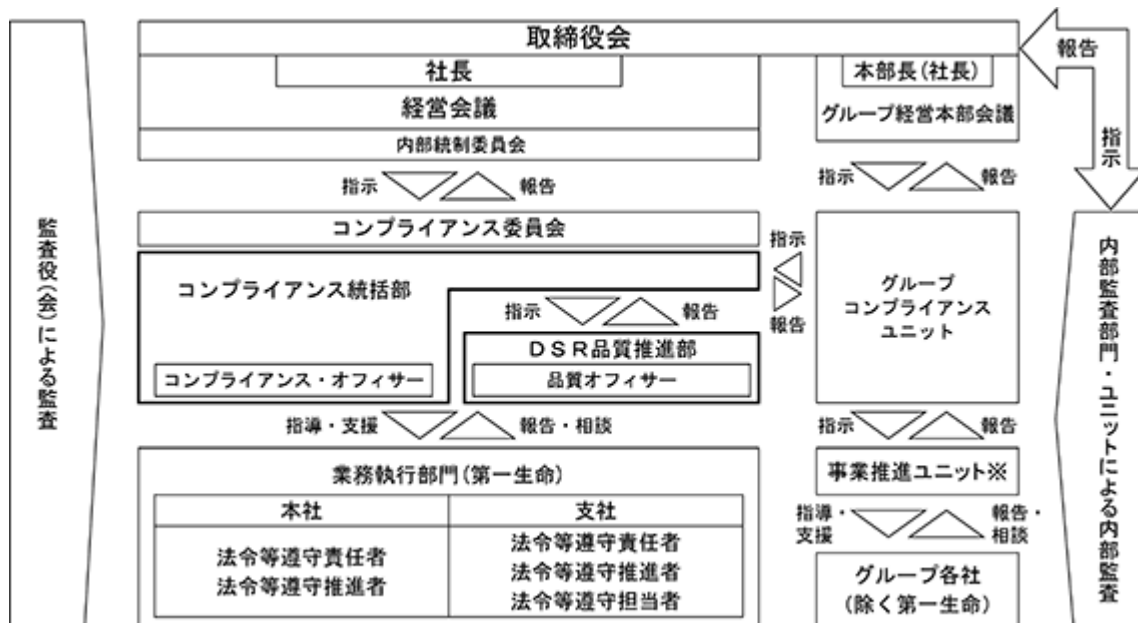 取締役会
社長
経営会議
内部統制委員会
本部長(社長)
グループ経営本部会議
報告
指示
指示
報告
指示
報告
監査役(会)による監査
コンプライアンス委員会
コンプライアンス統括部
コンプライアンス・オフィサー
指示
報告
DSR品質推進部
品質オフィサー
指示
報告
グループ
コンプライアンス
ユニット
内部監査部門・ユニットによる内部監査
指導・支援
報告・相談
指示
報告
業務執行部門(第一生命)
本社
支社
法令等遵守責任者
法令等遵守推進者
法令等遵守責任者
法令等遵守推進者
法令等遵守担当者
事業推進ユニット※
指導・
支援
報告・
相談
グループ各社
(除く第一生命)